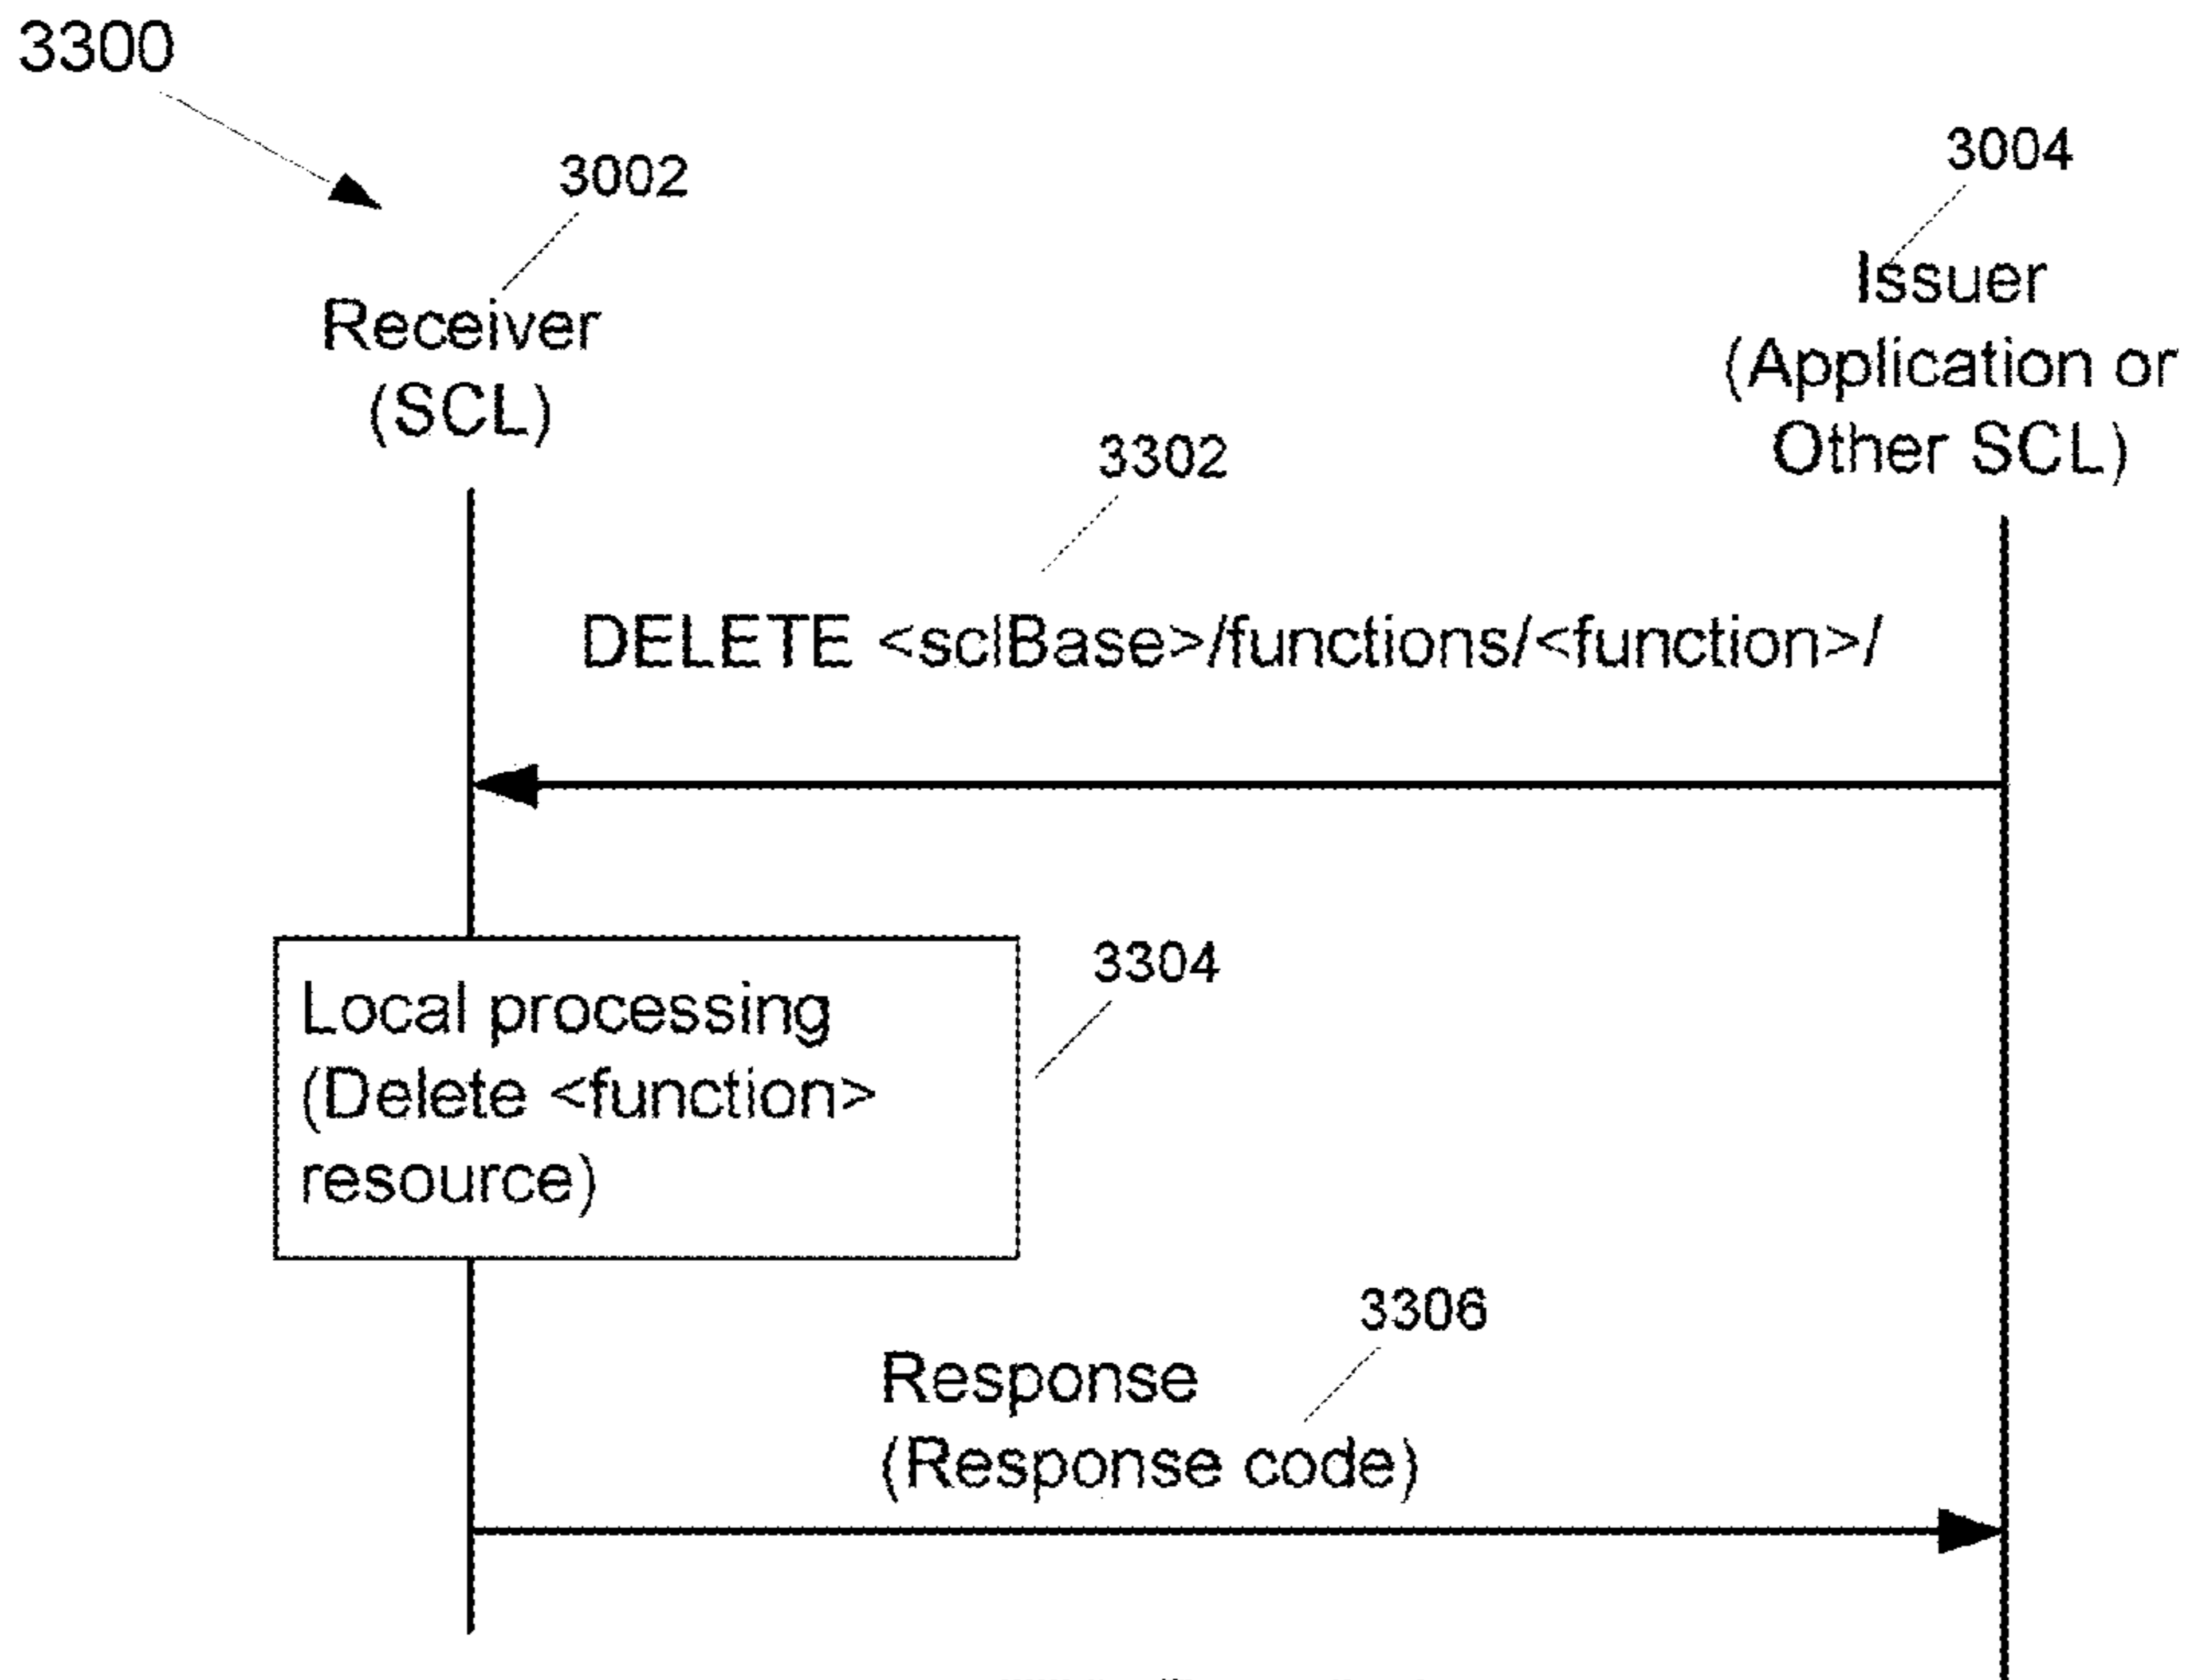 3300
3002
3004
Receiver
(SCL)
Issuer
(Application or
Other SCL)
3302
DELETE <sclBase>/functions/<function>/
3304
Local processing
(Delete <function>
resource)
3306
Response
(Response code)